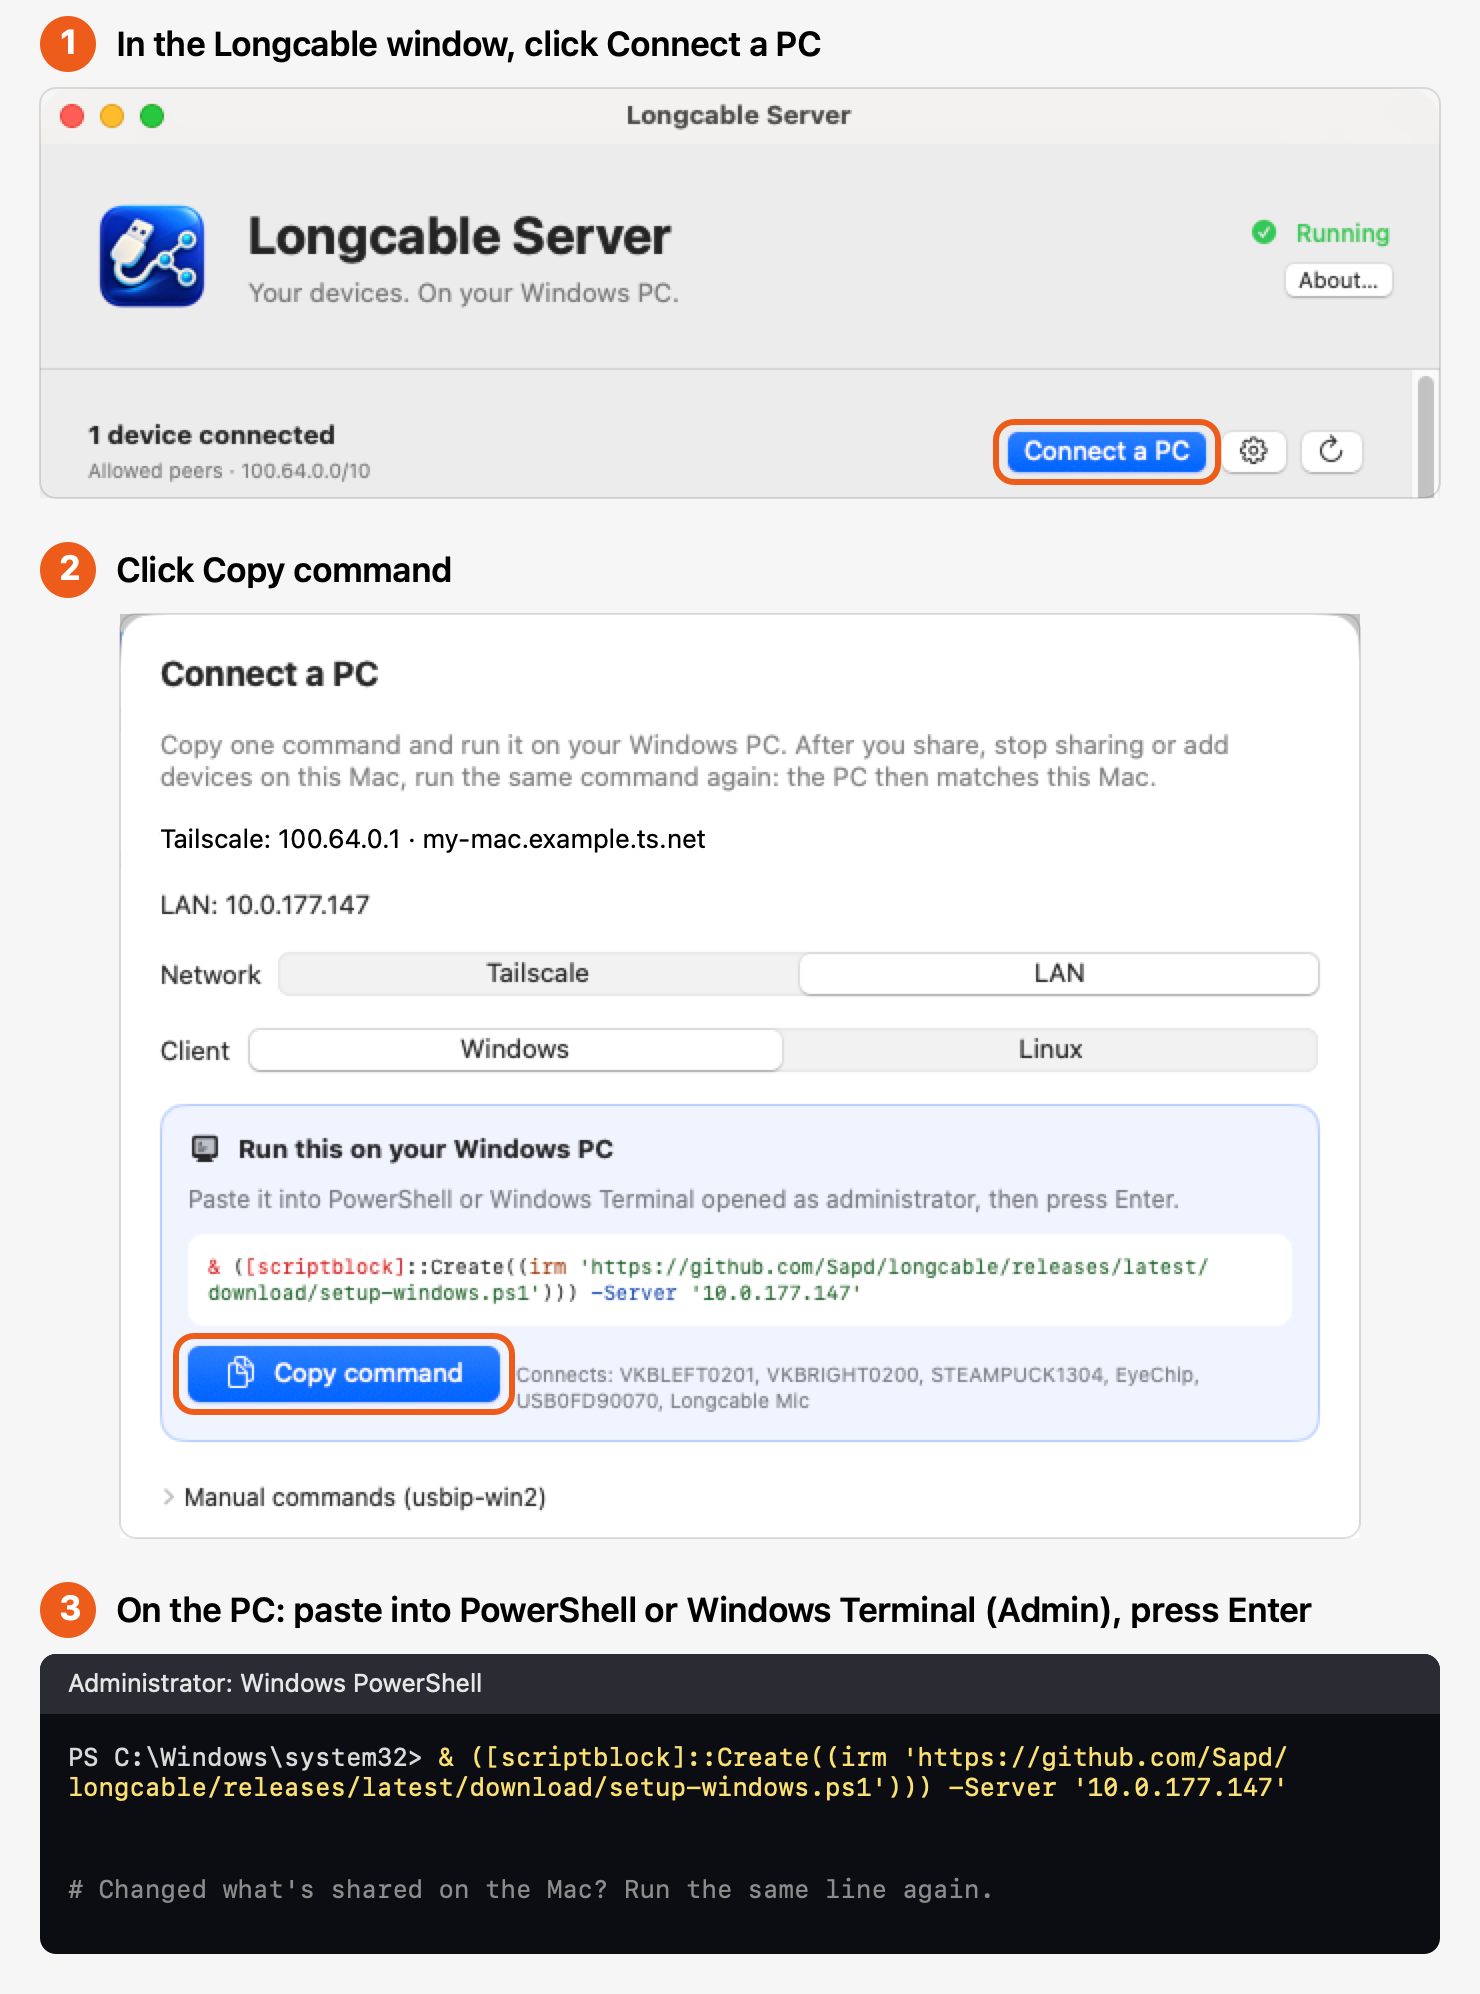 1 In the Longcable window, click Connect a PC
Longcable Server
Longcable Server
Your devices. On your Windows PC.
Running
About...
1 device connected
Allowed peers · 100.64.0.0/10
Connect a PC
2 Click Copy command
Connect a PC
Copy one command and run it on your Windows PC. After you share, stop sharing or add
devices on this Mac, run the same command again: the PC then matches this Mac.
Tailscale: 100.64.0.1 · my-mac.example.ts.net
LAN: 10.0.177.147
Network Tailscale LAN
Client Windows Linux
Run this on your Windows PC
Paste it into PowerShell or Windows Terminal opened as administrator, then press Enter.
& ([scriptblock]::Create((irm 'https://github.com/Sapd/longcable/releases/latest/
download/setup-windows.ps1'))) -Server '10.0.177.147'
Copy command
Connects: VKBLEFT0201, VKBRIGHT0200, STEAMPUCK1304, EyeChip,
USB0FD90070, Longcable Mic
Manual commands (usbip-win2)
3 On the PC: paste into PowerShell or Windows Terminal (Admin), press Enter
Administrator: Windows PowerShell
PS C:\Windows\system32> & ([scriptblock]::Create((irm 'https://github.com/Sapd/
longcable/releases/latest/download/setup-windows.ps1'))) -Server '10.0.177.147'
# Changed what's shared on the Mac? Run the same line again.